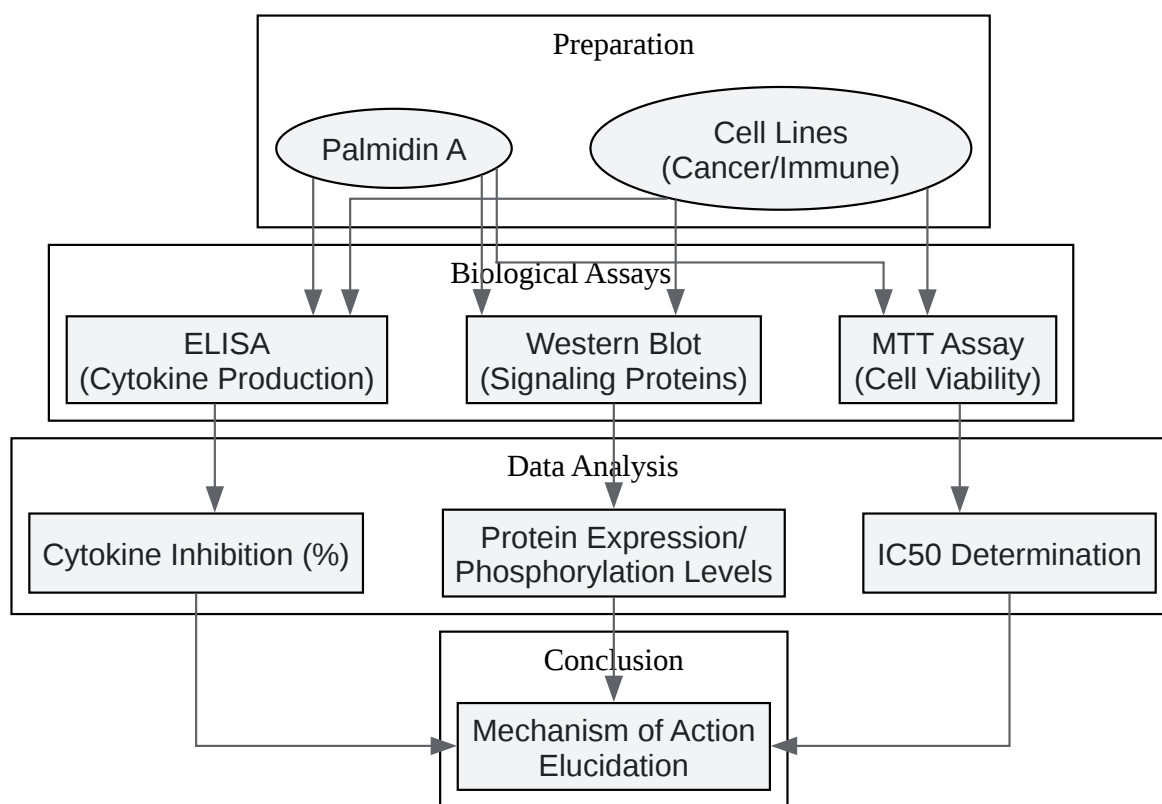 Preparation
Palmidin A
Cell Lines
(Cancer/Immune)
Biological Assays
ELISA
(Cytokine Production)
Western Blot
(Signaling Proteins)
MTT Assay
(Cell Viability)
Data Analysis
Cytokine Inhibition (%)
Protein Expression/
Phosphorylation Levels
IC50 Determination
Conclusion
Mechanism of Action
Elucidation